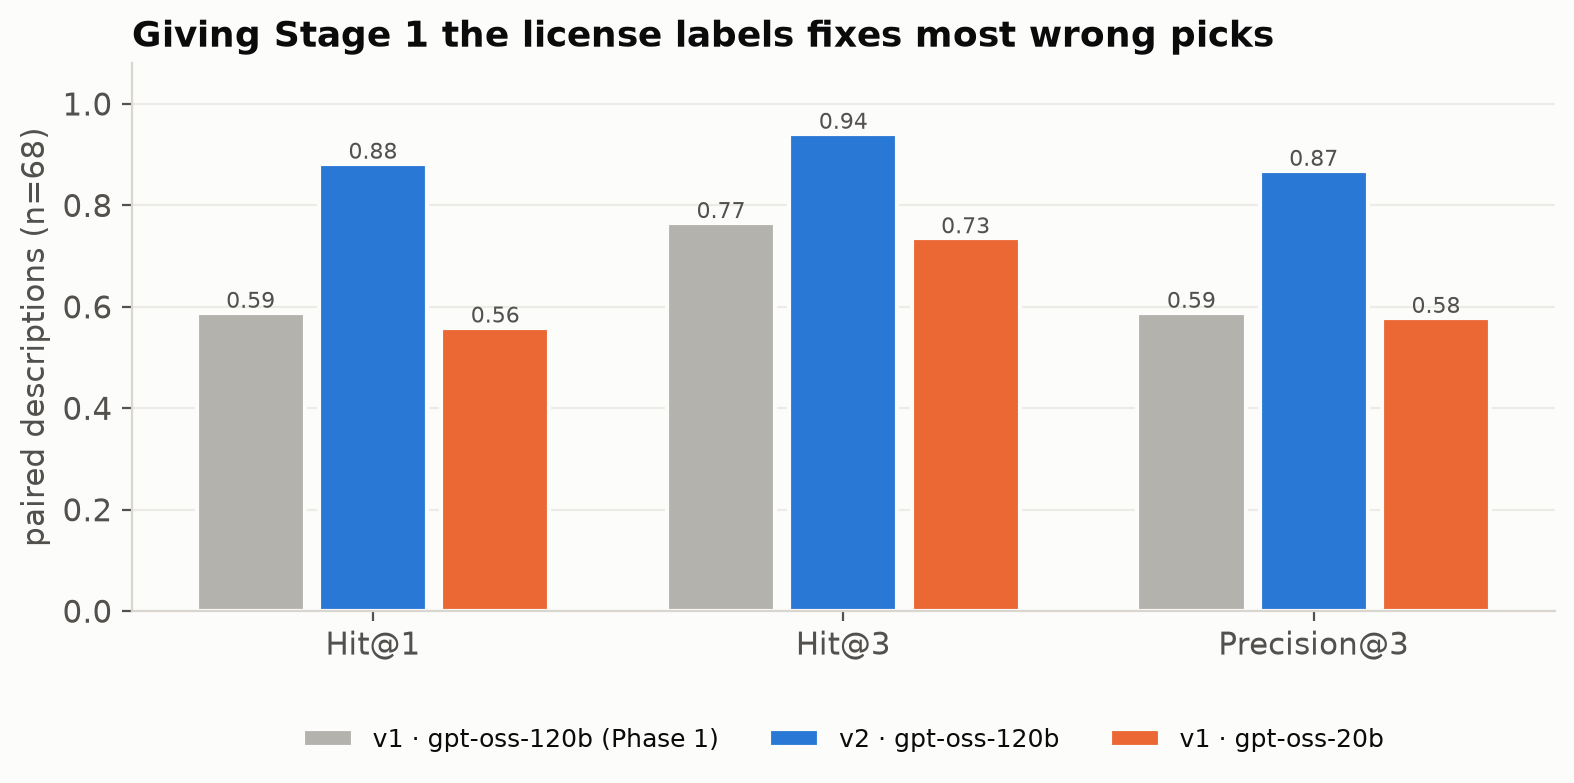 Giving Stage 1 the license labels fixes most wrong picks
paired descriptions (n=68)
1.0
0.8
0.6
0.4
0.2
0.0
0.59
0.88
0.56
0.77
0.94
0.73
0.59
0.87
0.58
Hit@1
Hit@3
Precision@3
v1 · gpt-oss-120b (Phase 1)
v2 · gpt-oss-120b
v1 · gpt-oss-20b